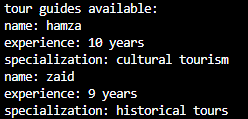 tour guides available:
name: hamza
experience: 10 years
specialization: cultural tourism
name: zaid
experience: 9 years
specialization: historical tours